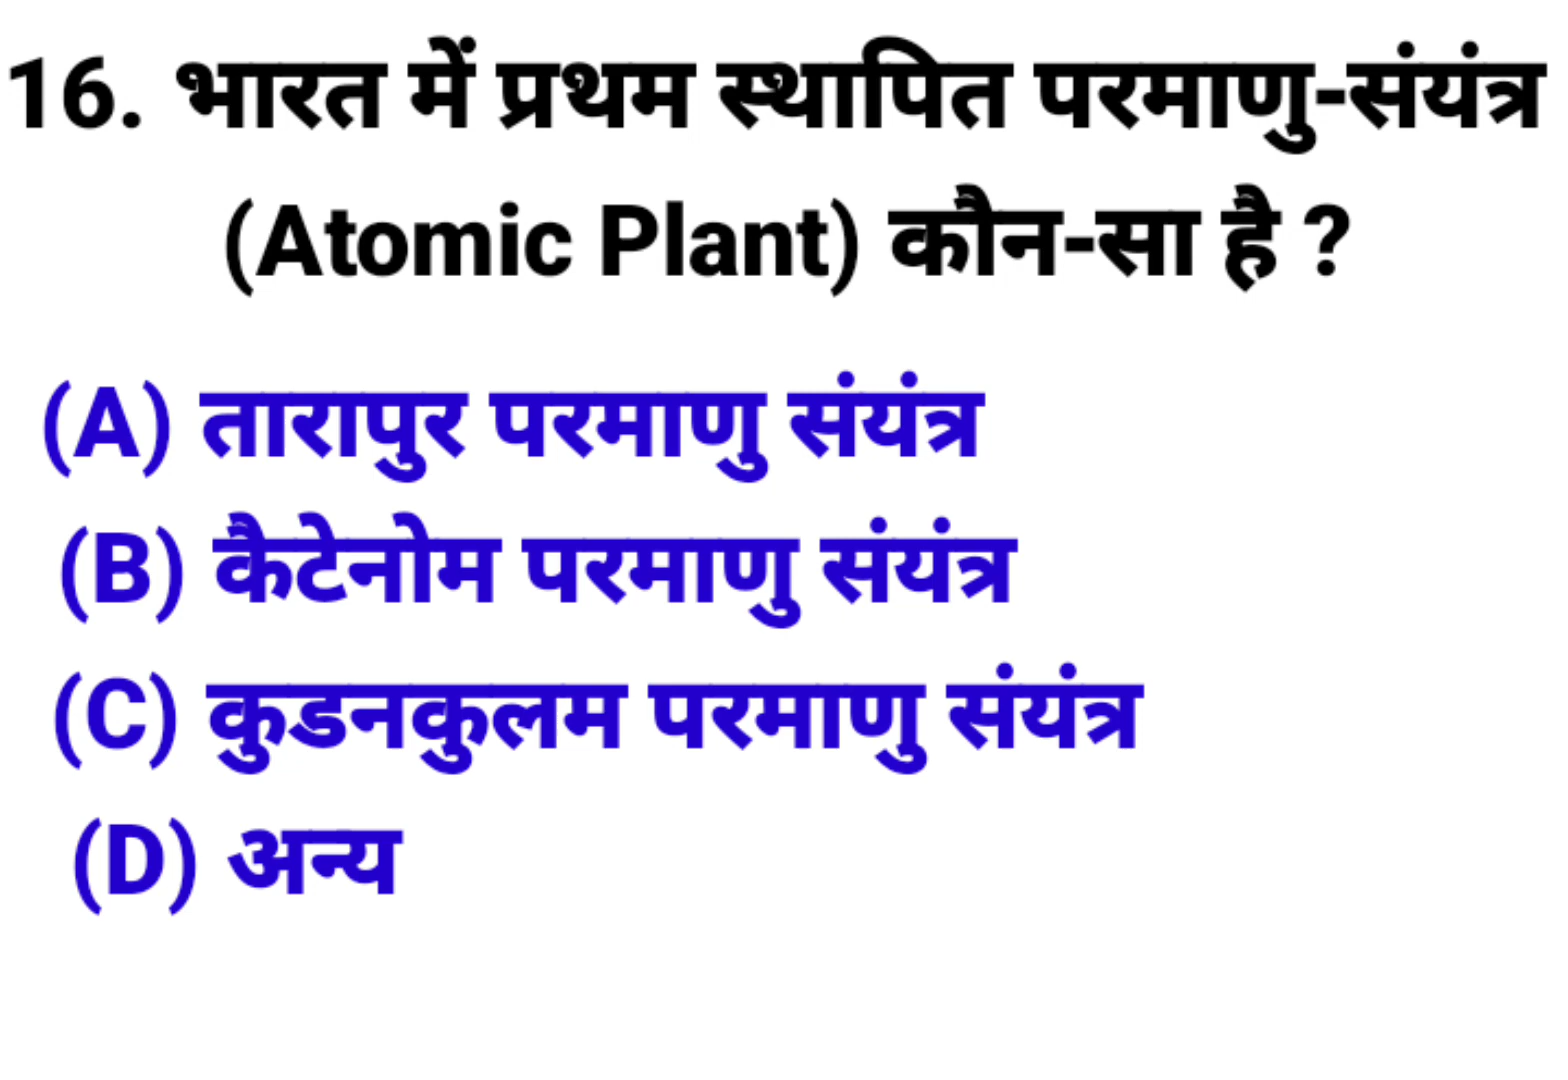 16. भारत में प्रथम स्थापित परमाणु-संयंत्र
(Atomic Plant) कौन-सा है ?
(A) तारापुर परमाणु संयंत्र
(B) कैटेनोम परमाणु संयंत्र
(C) कुडनकुलम परमाणु संयंत्र
(D) अन्य